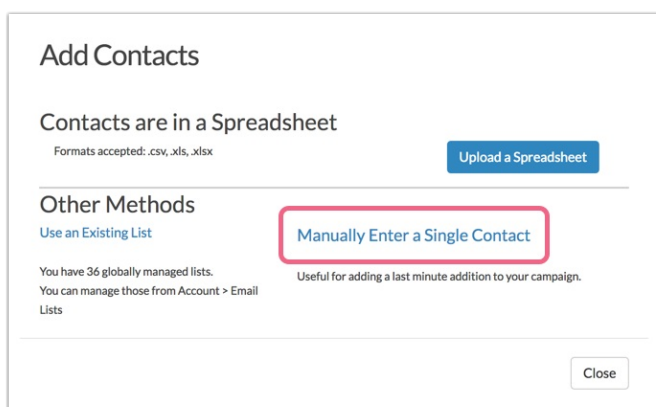 Add Contacts
Contacts are in a Spreadsheet
Formats accepted: .csv, .xls, .xlsx
Upload a Spreadsheet
Other Methods
Use an Existing List
You have 36 globally managed lists.
You can manage those from Account > Email
Lists
Manually Enter a Single Contact
Useful for adding a last minute addition to your campaign.
Close